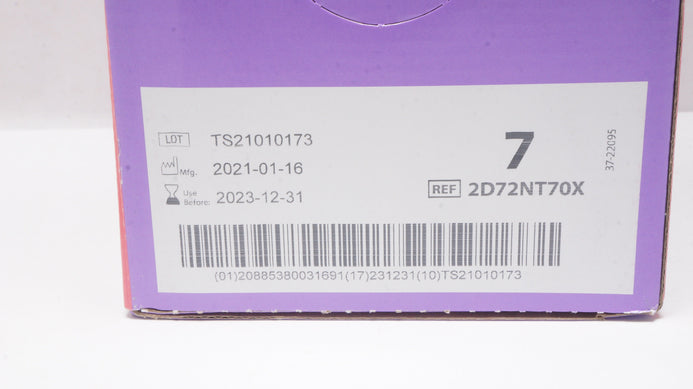 LOT TS21010173
Mfg. 2021-01-16
Use Before: 2023-12-31
7
REF 2D72NT70X
37-22095
(01)20885380031691(17)231231(10)TS21010173